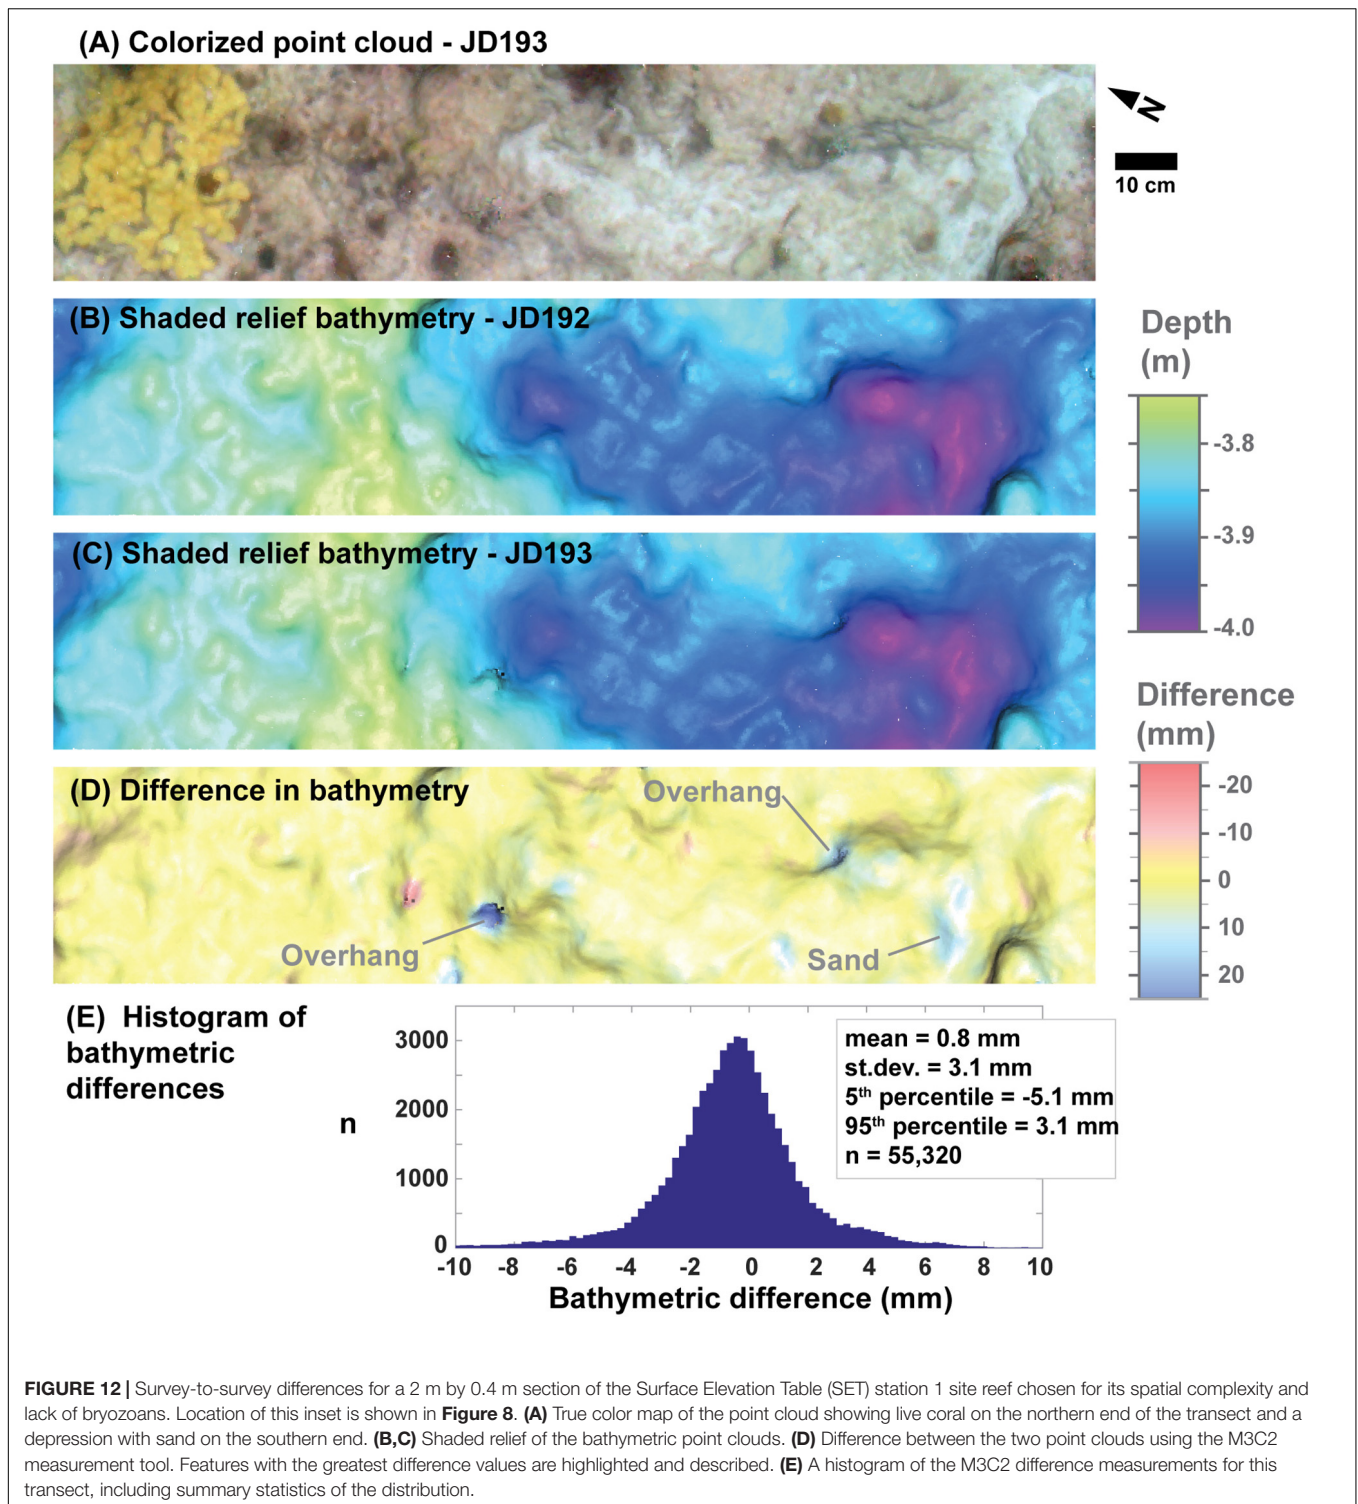 (A) Colorized point cloud - JD193
N
10 cm
(B) Shaded relief bathymetry - JD192
Depth
(m)
-3.8
-3.9
-4.0
(C) Shaded relief bathymetry - JD193
Difference
(mm)
-20
-10
0
10
20
(D) Difference in bathymetry
Overhang
Overhang
Sand
(E) Histogram of
bathymetric
differences
n
3000
2000
1000
0
mean = 0.8 mm
st.dev. = 3.1 mm
5th percentile = -5.1 mm
95th percentile = 3.1 mm
n = 55,320
-10 -8 -6 -4 -2 0 2 4 6 8 10
Bathymetric difference (mm)
FIGURE 12 | Survey-to-survey differences for a 2 m by 0.4 m section of the Surface Elevation Table (SET) station 1 site reef chosen for its spatial complexity and
lack of bryozoans. Location of this inset is shown in Figure 8. (A) True color map of the point cloud showing live coral on the northern end of the transect and a
depression with sand on the southern end. (B,C) Shaded relief of the bathymetric point clouds. (D) Difference between the two point clouds using the M3C2
measurement tool. Features with the greatest difference values are highlighted and described. (E) A histogram of the M3C2 difference measurements for this
transect, including summary statistics of the distribution.